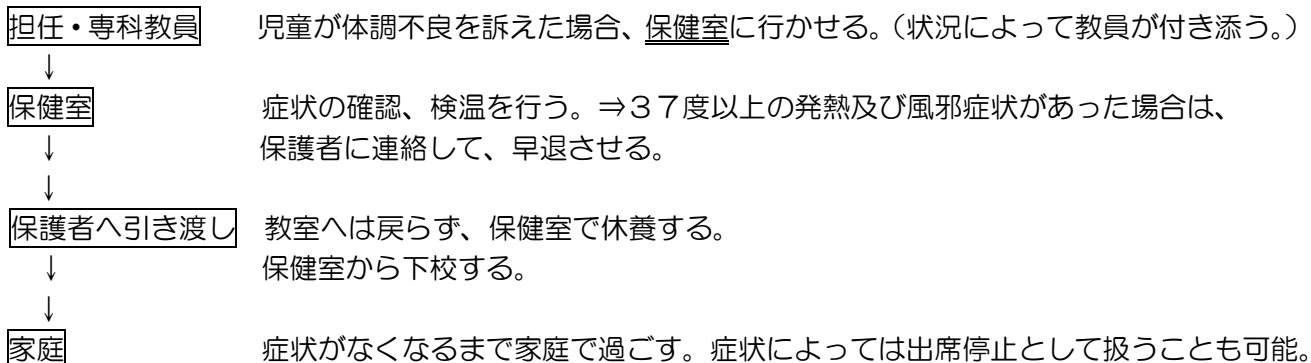 担任・専科教員　児童が体調不良を訴えた場合、保健室に行かせる。（状況によって教員が付き添う。）
↓
保健室　症状の確認、検温を行う。⇒３７度以上の発熱及び風邪症状があった場合は、
↓　保護者に連絡して、早退させる。
↓
保護者へ引き渡し　教室へは戻らず、保健室で休養する。
↓　保健室から下校する。
↓
家庭　症状がなくなるまで家庭で過ごす。症状によっては出席停止として扱うことも可能